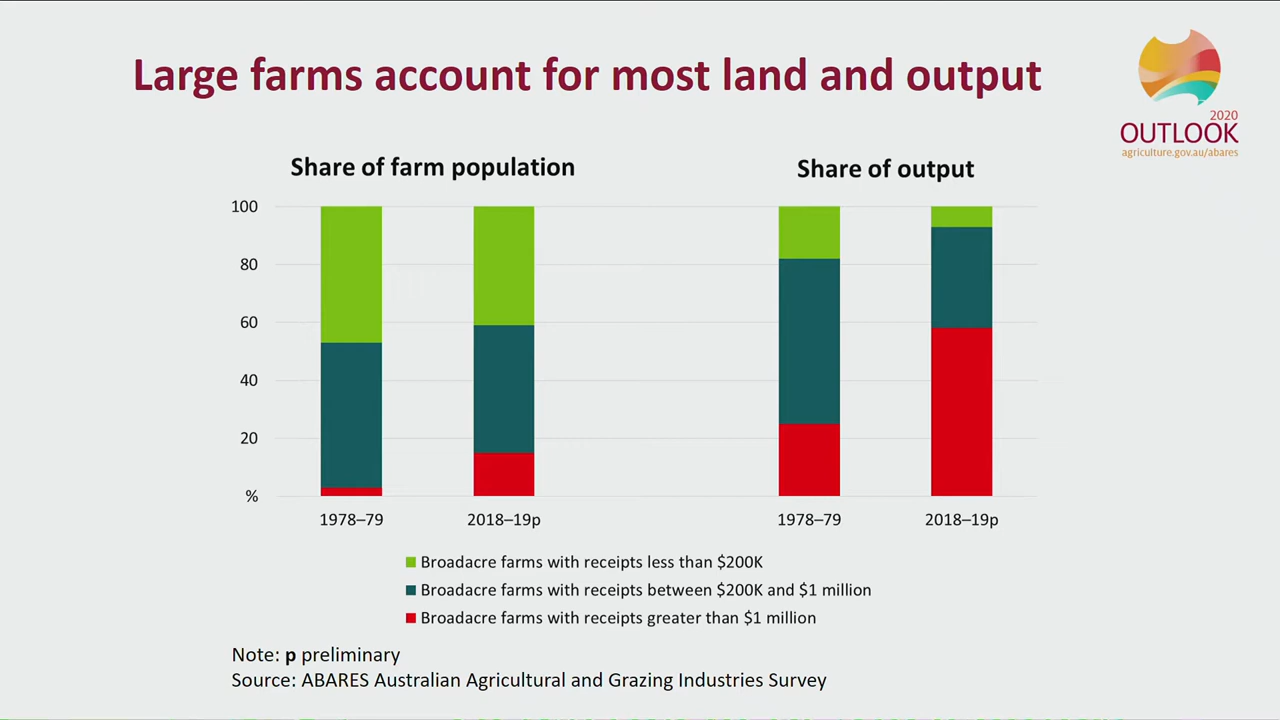 Large farms account for most land and output
2020
OUTLOOK
agriculture.gov.au/abares
Share of farm population
Share of output
100
80
60
40
20
%
1978–79
2018–19p
1978–79
2018–19p
Broadacre farms with receipts less than $200K
Broadacre farms with receipts between $200K and $1 million
Broadacre farms with receipts greater than $1 million
Note: p preliminary
Source: ABARES Australian Agricultural and Grazing Industries Survey